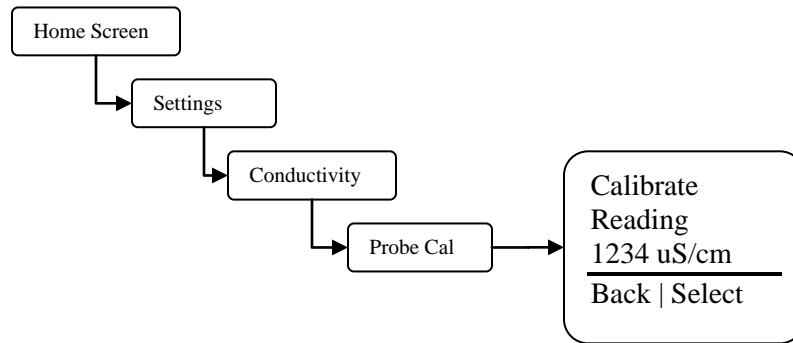 Home Screen
Settings
Conductivity
Probe Cal
Calibrate
Reading
1234 uS/cm
Back | Select